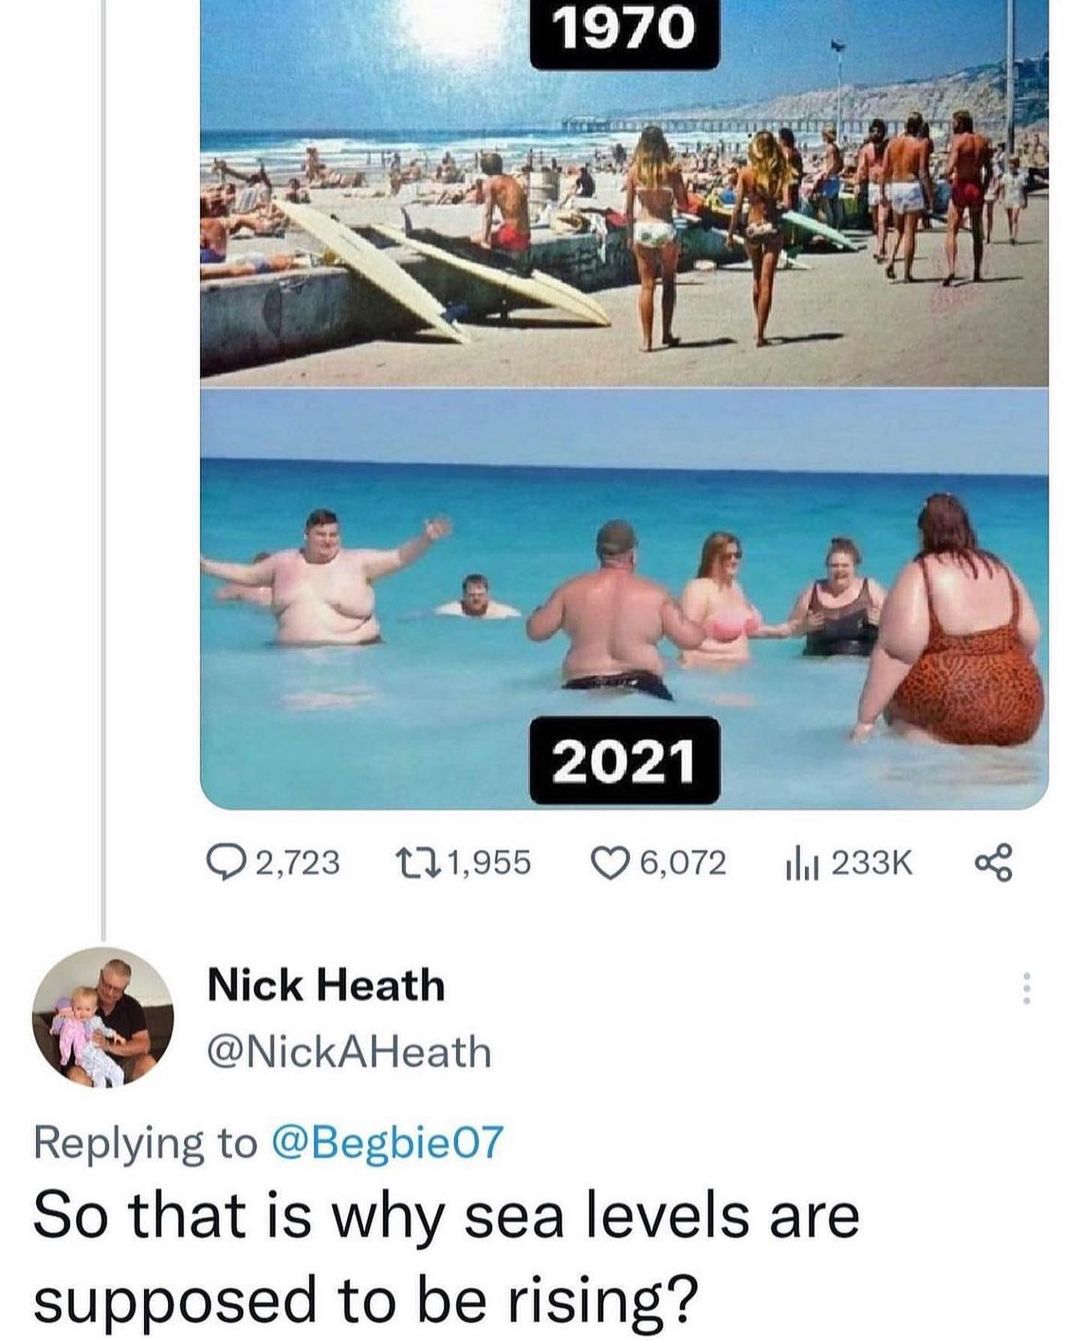 1970
2021
2,723 1,955 6,072 233K
Nick Heath
@NickAHeath
Replying to @Begbie07
So that is why sea levels are
supposed to be rising?